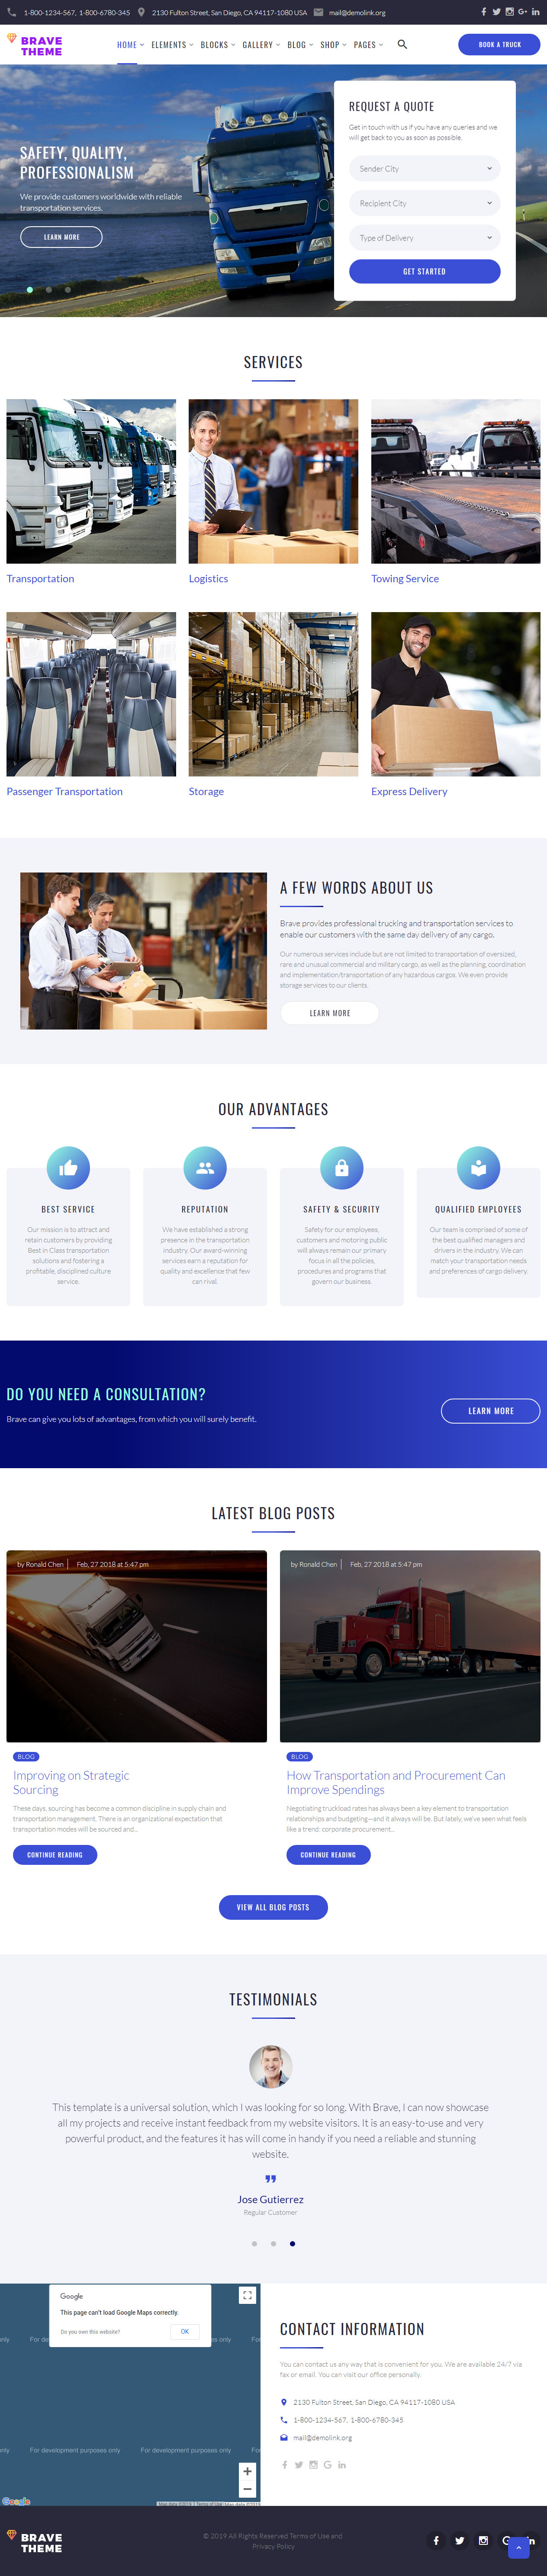 1-800-1234-567, 1-800-6780-345
2130 Fulton Street, San Diego, CA 94117-1080 USA
mail@demolink.org
BRAVE
THEME
HOME
ELEMENTS
BLOCKS
GALLERY
BLOG
SHOP
PAGES
BOOK A TRUCK
SAFETY, QUALITY,
PROFESSIONALISM
We provide customers worldwide with reliable
transportation services.
LEARN MORE
REQUEST A QUOTE
Get in touch with us if you have any queries and we
will get back to you as soon as possible.
Sender City
Recipient City
Type of Delivery
GET STARTED
SERVICES
Transportation
Logistics
Towing Service
Passenger Transportation
Storage
Express Delivery
A FEW WORDS ABOUT US
Brave provides professional trucking and transportation services to
enable our customers with the same day delivery of any cargo.
Our numerous services include but are not limited to transportation of oversized,
rare and unusual commercial and military cargo, as well as the planning, coordination
and implementation/transportation of any hazardous cargos. We even provide
storage services to our clients.
LEARN MORE
OUR ADVANTAGES
BEST SERVICE
Our mission is to attract and
retain customers by providing
Best in Class transportation
solutions and fostering a
profitable, disciplined culture
service.
REPUTATION
We have established a strong
presence in the transportation
industry. Our award-winning
services earn a reputation for
quality and excellence that few
can rival.
SAFETY & SECURITY
Safety for our employees,
customers and motoring public
will always remain our primary
focus in all the policies,
procedures and programs that
govern our business.
QUALIFIED EMPLOYEES
Our team is comprised of some of
the best qualified managers and
drivers in the industry. We can
match your transportation needs
and preferences of cargo delivery.
DO YOU NEED A CONSULTATION?
Brave can give you lots of advantages, from which you will surely benefit.
LEARN MORE
LATEST BLOG POSTS
by Ronald Chen
Feb, 27 2018 at 5:47 pm
BLOG
Improving on Strategic
Sourcing
These days, sourcing has become a common discipline in supply chain and
transportation management. There is an organizational expectation that
transportation modes will be sourced and...
CONTINUE READING
by Ronald Chen
Feb, 27 2018 at 5:47 pm
BLOG
How Transportation and Procurement Can
Improve Spendings
Negotiating truckload rates has always been a key element to transportation
relationships and budgeting—and it always will be. But lately, we've seen what feels
like a trend: corporate procurement...
CONTINUE READING
VIEW ALL BLOG POSTS
TESTIMONIALS
This template is a universal solution, which I was looking for so long. With Brave, I can now showcase
all my projects and receive instant feedback from my website visitors. It is an easy-to-use and very
powerful product, and the features it has will come in handy if you need a reliable and stunning
website.
Jose Gutierrez
Regular Customer
Google
This page can't load Google Maps correctly.
Do you own this website?
OK
For development purposes only
For development purposes only
Google
CONTACT INFORMATION
You can contact us any way that is convenient for you. We are available 24/7 via
fax or email. You can visit our office personally.
2130 Fulton Street, San Diego, CA 94117-1080 USA
1-800-1234-567, 1-800-6780-345
mail@demolink.org
BRAVE
THEME
© 2019 All Rights Reserved Terms of Use and
Privacy Policy